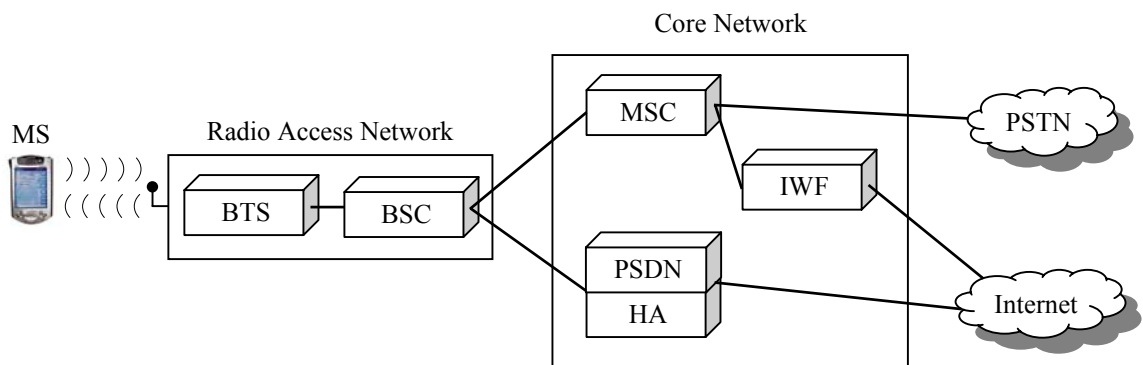 Core Network
MS
Radio Access Network
MSC
PSTN
BTS
BSC
IWF
PSDN
HA
Internet